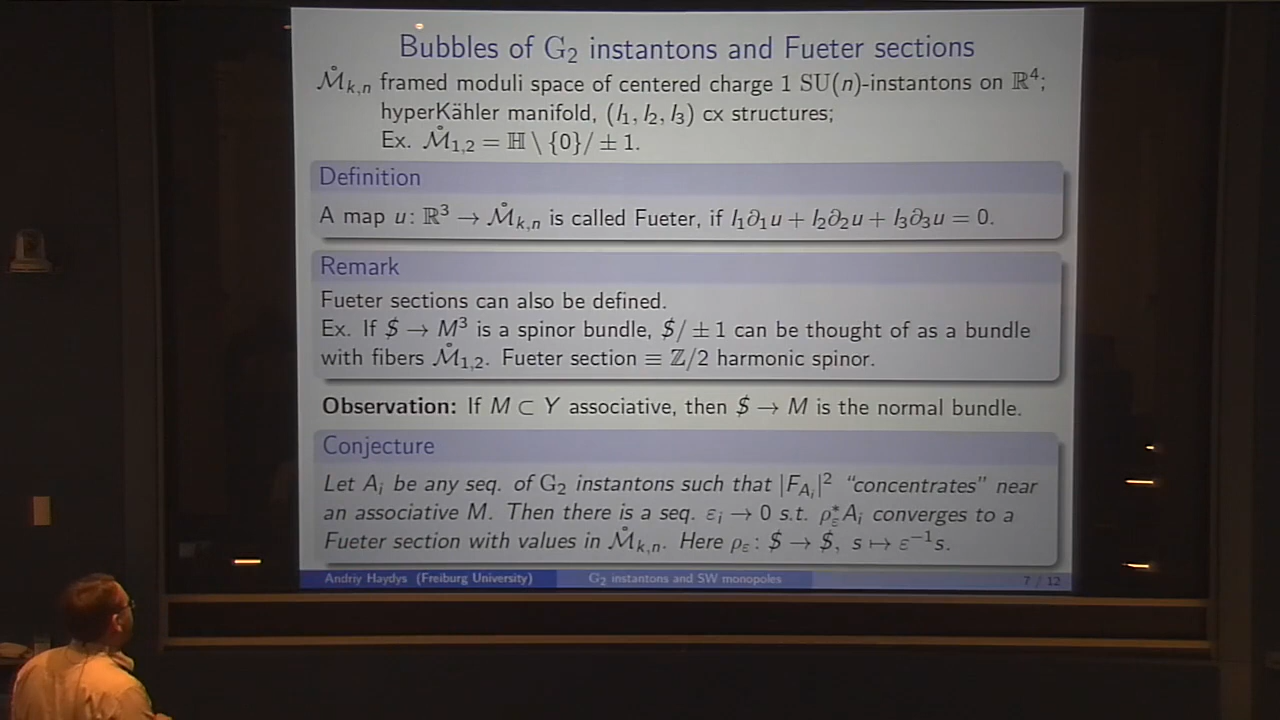 Bubbles of G₂ instantons and Fueter sections
M̊ₖ,ₙ framed moduli space of centered charge 1 SU(n)-instantons on ℝ⁴;
hyperKähler manifold, (I₁, I₂, I₃) cx structures;
Ex. M̊₁,₂ = ℍ \ {0}/ ± 1.
Definition
A map u: ℝ³ → M̊ₖ,ₙ is called Fueter, if I₁∂₁u + I₂∂₂u + I₃∂₃u = 0.
Remark
Fueter sections can also be defined.
Ex. If $ → M³ is a spinor bundle, $/ ± 1 can be thought of as a bundle
with fibers M̊₁,₂. Fueter section ≡ ℤ/2 harmonic spinor.
Observation: If M ⊂ Y associative, then $ → M is the normal bundle.
Conjecture
Let Aᵢ be any seq. of G₂ instantons such that |F_{Aᵢ}|² “concentrates” near
an associative M. Then there is a seq. εᵢ → 0 s.t. ρ*_ε Aᵢ converges to a
Fueter section with values in M̊ₖ,ₙ. Here ρ_ε: $ → $, s ↦ ε⁻¹s.
Andriy Haydys (Freiburg University) G₂ instantons and SW monopoles 7 / 12